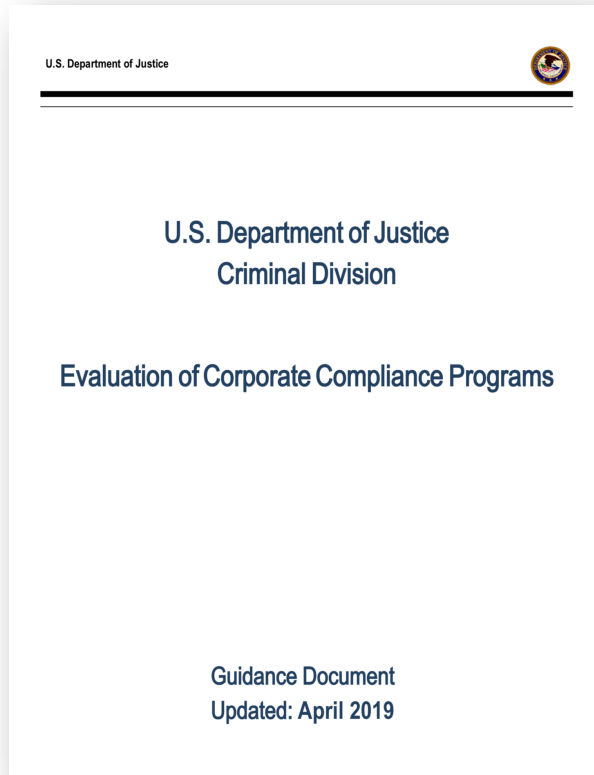 U.S. Department of Justice
U.S. Department of Justice
Criminal Division
Evaluation of Corporate Compliance Programs
Guidance Document
Updated: April 2019